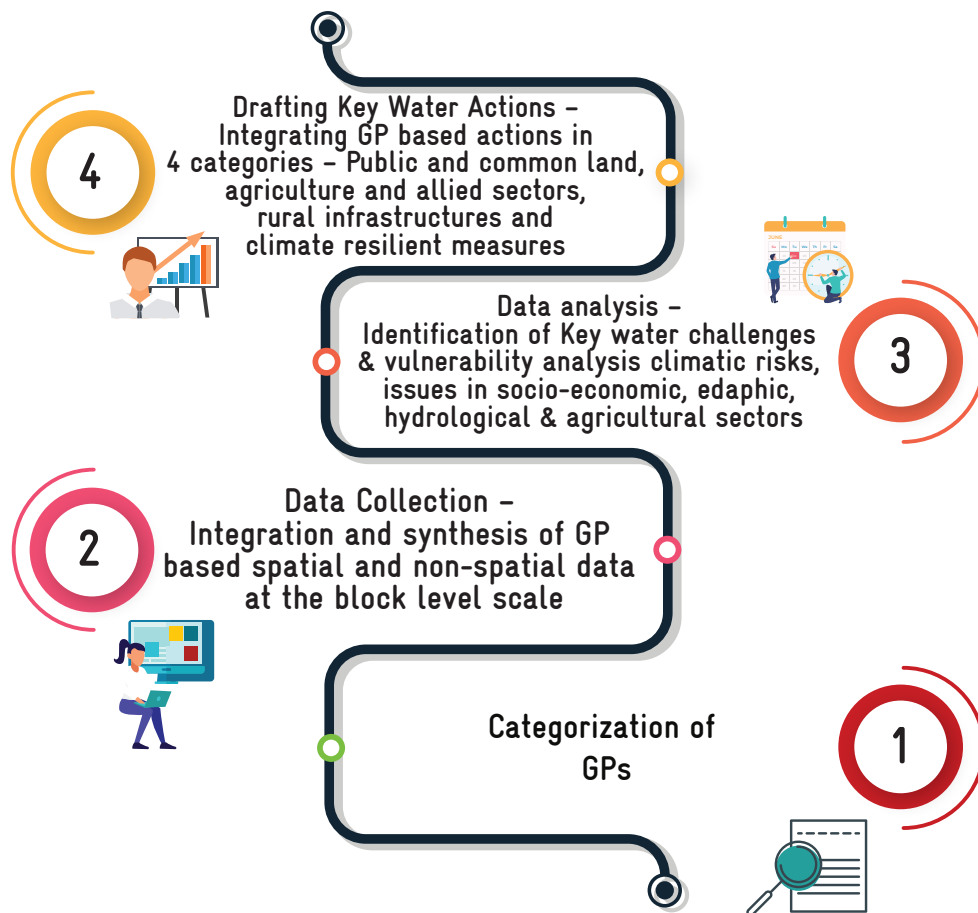 4
Drafting Key Water Actions –
Integrating GP based actions in
4 categories – Public and common land,
agriculture and allied sectors,
rural infrastructures and
climate resilient measures
3
Data analysis –
Identification of Key water challenges
& vulnerability analysis climatic risks,
issues in socio-economic, edaphic,
hydrological & agricultural sectors
2
Data Collection –
Integration and synthesis of GP
based spatial and non-spatial data
at the block level scale
1
Categorization of
GPs